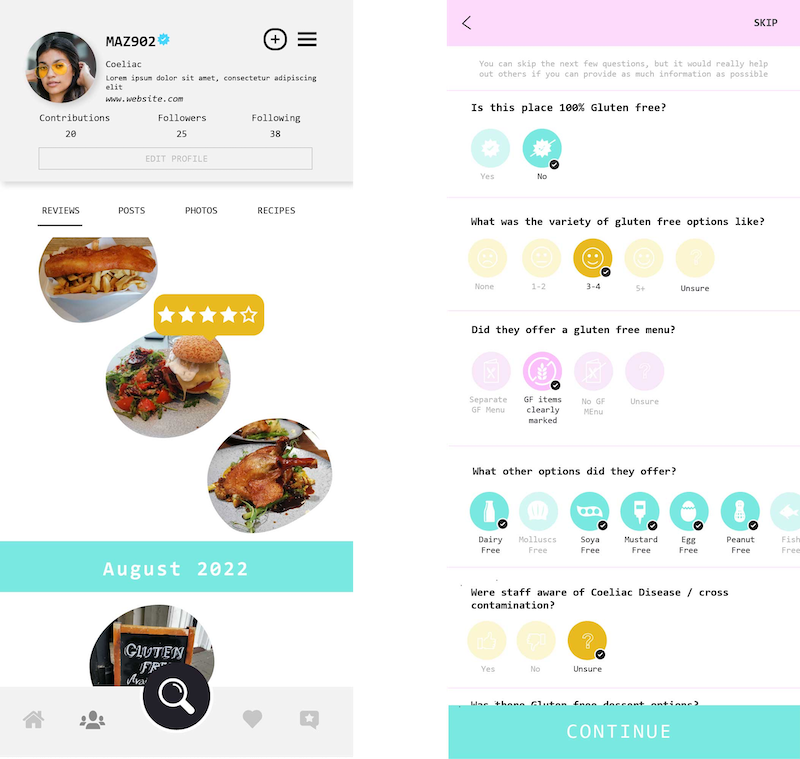 MAZ902
Coeliac
Lorem ipsum dolor sit amet, consectetur adipiscing
elit
www.website.com
Contributions Followers Following
20 25 38
EDIT PROFILE
REVIEWS POSTS PHOTOS RECIPES
August 2022
GLUTEN
FRE
SKIP
You can skip the next few questions, but it would really help
out others if you can provide as much information as possible
Is this place 100% Gluten free?
Yes No
What was the variety of gluten free options like?
None 1-2 3-4 5+ Unsure
Did they offer a gluten free menu?
Separate GF items No GF Unsure
GF Menu clearly MEnu
marked
What other options did they offer?
Dairy Molluscs Soya Mustard Egg Peanut Fish
Free Free Free Free Free Free Free
Were staff aware of Coeliac Disease / cross
contamination?
Yes No Unsure
Was there Gluten free dessert options?
CONTINUE